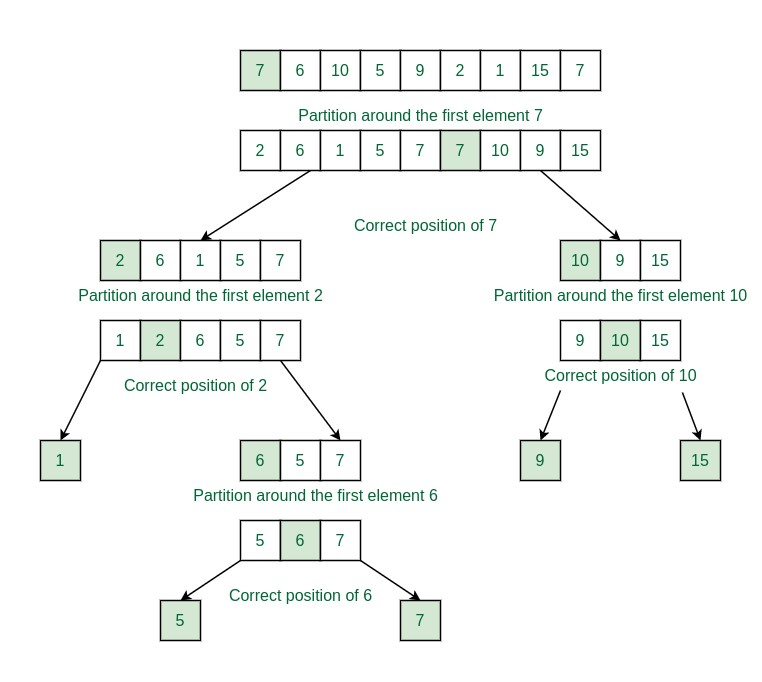 7 6 10 5 9 2 1 15 7
Partition around the first element 7
2 6 1 5 7 7 10 9 15
Correct position of 7
2 6 1 5 7
10 9 15
Partition around the first element 2
Partition around the first element 10
1 2 6 5 7
9 10 15
Correct position of 2
Correct position of 10
1
6 5 7
9
15
Partition around the first element 6
5 6 7
Correct position of 6
5
7